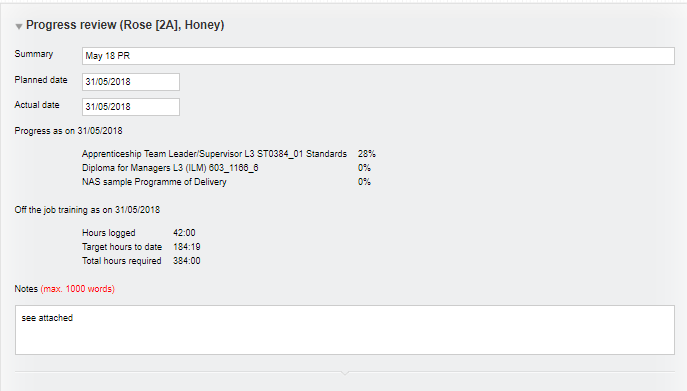 Progress review (Rose [2A], Honey)
Summary May 18 PR
Planned date 31/05/2018
Actual date 31/05/2018
Progress as on 31/05/2018
Apprenticeship Team Leader/Supervisor L3 ST0384_01 Standards 28%
Diploma for Managers L3 (ILM) 603_1166_6 0%
NAS sample Programme of Delivery 0%
Off the job training as on 31/05/2018
Hours logged 42:00
Target hours to date 184:19
Total hours required 384:00
Notes (max. 1000 words)
see attached